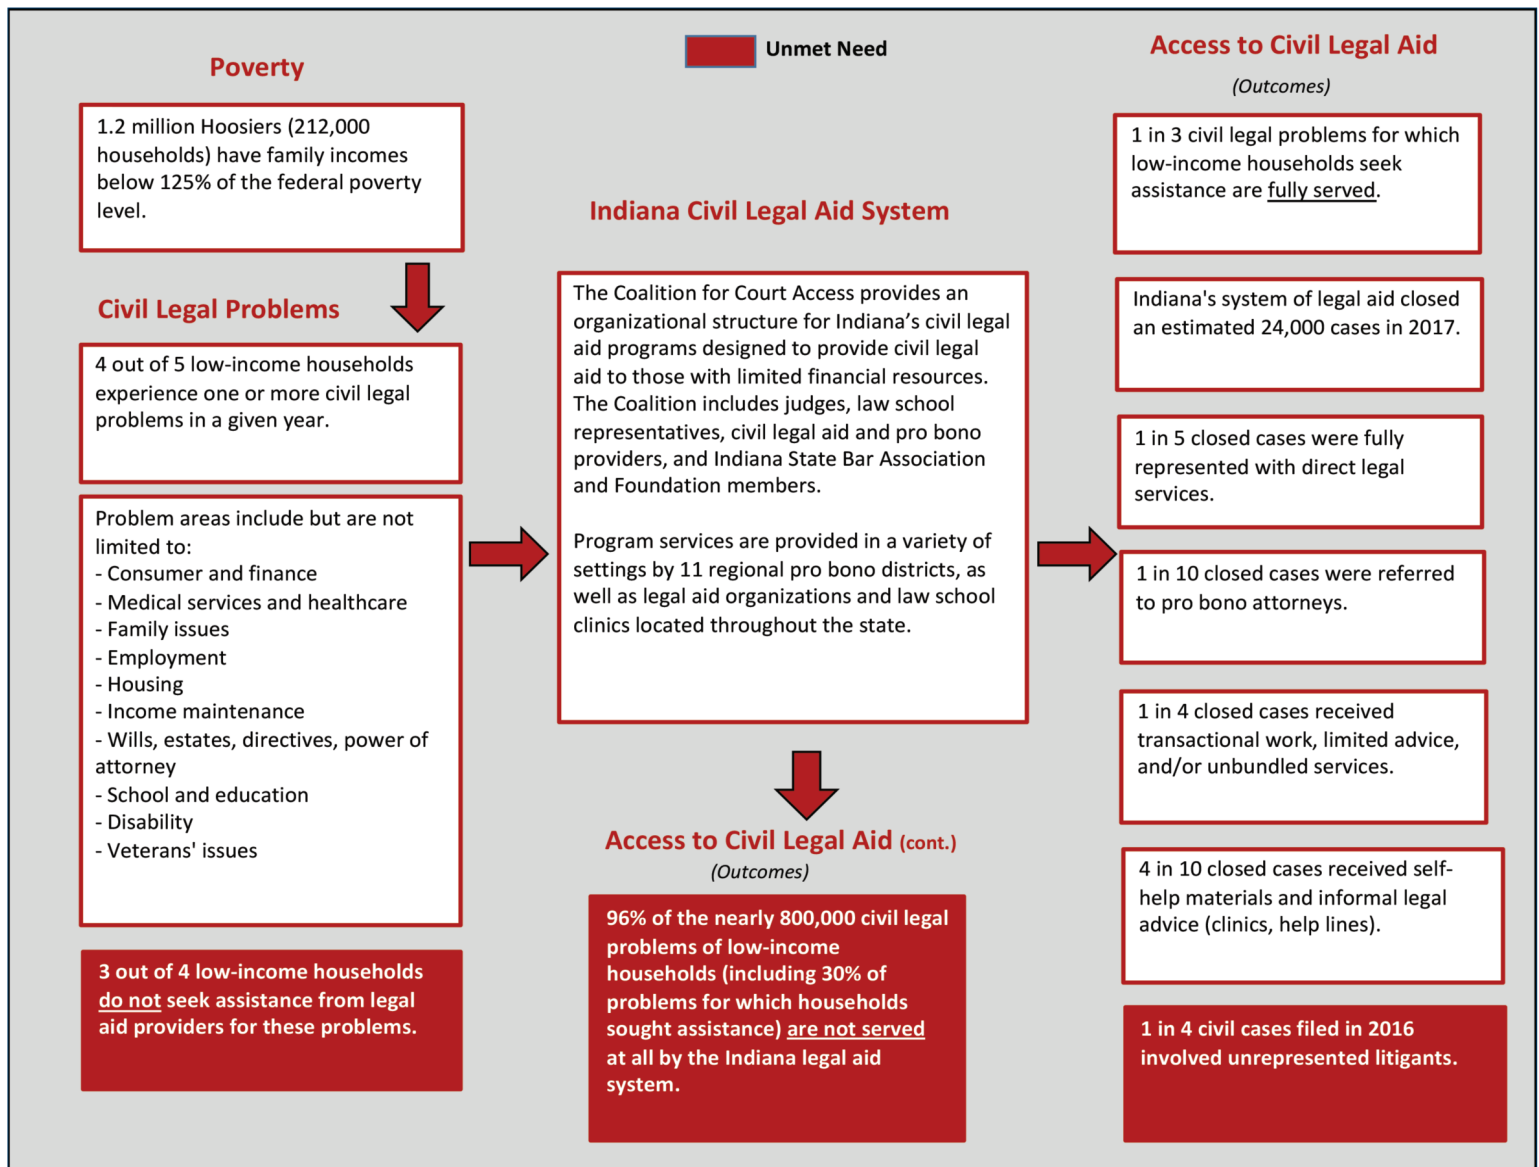 Unmet Need
Poverty
1.2 million Hoosiers (212,000
households) have family incomes
below 125% of the federal poverty
level.
Civil Legal Problems
4 out of 5 low-income households
experience one or more civil legal
problems in a given year.
Problem areas include but are not
limited to:
- Consumer and finance
- Medical services and healthcare
- Family issues
- Employment
- Housing
- Income maintenance
- Wills, estates, directives, power of
attorney
- School and education
- Disability
- Veterans' issues
3 out of 4 low-income households
do not seek assistance from legal
aid providers for these problems.
Indiana Civil Legal Aid System
The Coalition for Court Access provides an
organizational structure for Indiana’s civil legal
aid programs designed to provide civil legal
aid to those with limited financial resources.
The Coalition includes judges, law school
representatives, civil legal aid and pro bono
providers, and Indiana State Bar Association
and Foundation members.
Program services are provided in a variety of
settings by 11 regional pro bono districts, as
well as legal aid organizations and law school
clinics located throughout the state.
Access to Civil Legal Aid (cont.)
(Outcomes)
96% of the nearly 800,000 civil legal
problems of low-income
households (including 30% of
problems for which households
sought assistance) are not served
at all by the Indiana legal aid
system.
Access to Civil Legal Aid
(Outcomes)
1 in 3 civil legal problems for which
low-income households seek
assistance are fully served.
Indiana's system of legal aid closed
an estimated 24,000 cases in 2017.
1 in 5 closed cases were fully
represented with direct legal
services.
1 in 10 closed cases were referred
to pro bono attorneys.
1 in 4 closed cases received
transactional work, limited advice,
and/or unbundled services.
4 in 10 closed cases received self-
help materials and informal legal
advice (clinics, help lines).
1 in 4 civil cases filed in 2016
involved unrepresented litigants.